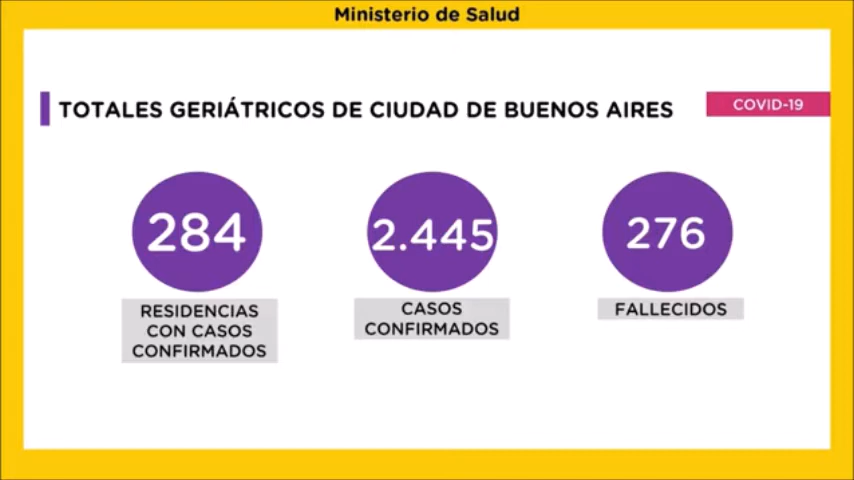 Ministerio de Salud
TOTALES GERIÁTRICOS DE CIUDAD DE BUENOS AIRES
COVID-19
284
RESIDENCIAS
CON CASOS
CONFIRMADOS
2.445
CASOS
CONFIRMADOS
276
FALLECIDOS